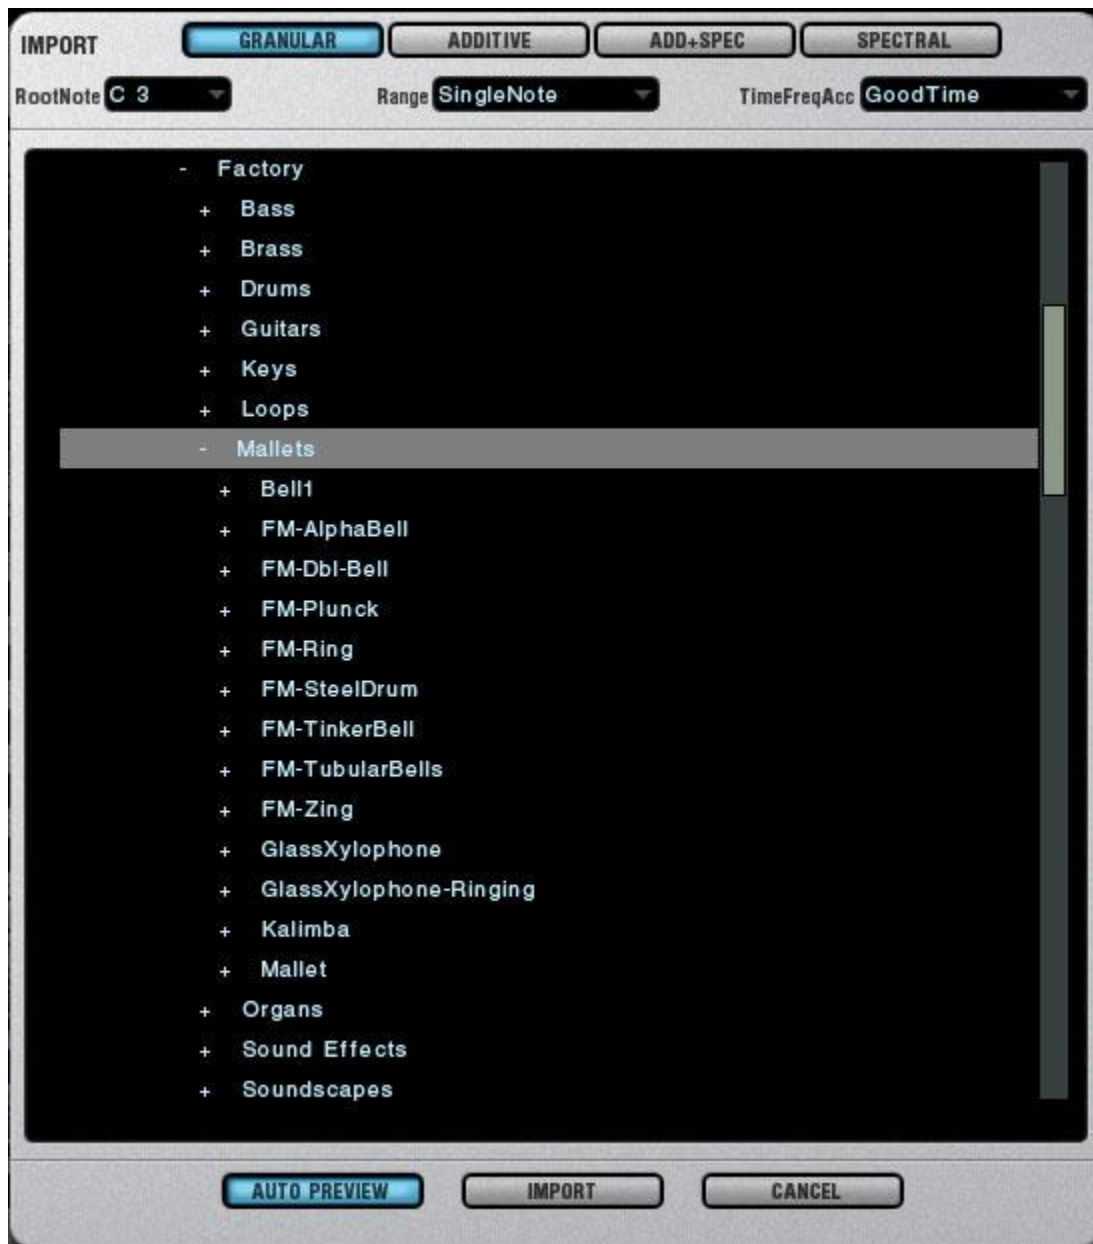 IMPORT GRANULAR ADDITIVE ADD+SPEC SPECTRAL
RootNote C 3 Range SingleNote TimeFreqAcc GoodTime
- Factory
+ Bass
+ Brass
+ Drums
+ Guitars
+ Keys
+ Loops
- Mallets
+ Bell1
+ FM-AlphaBell
+ FM-Dbl-Bell
+ FM-Plunck
+ FM-Ring
+ FM-SteelDrum
+ FM-TinkerBell
+ FM-TubularBells
+ FM-Zing
+ GlassXylophone
+ GlassXylophone-Ringing
+ Kalimba
+ Mallet
+ Organs
+ Sound Effects
+ Soundscapes
AUTO PREVIEW IMPORT CANCEL